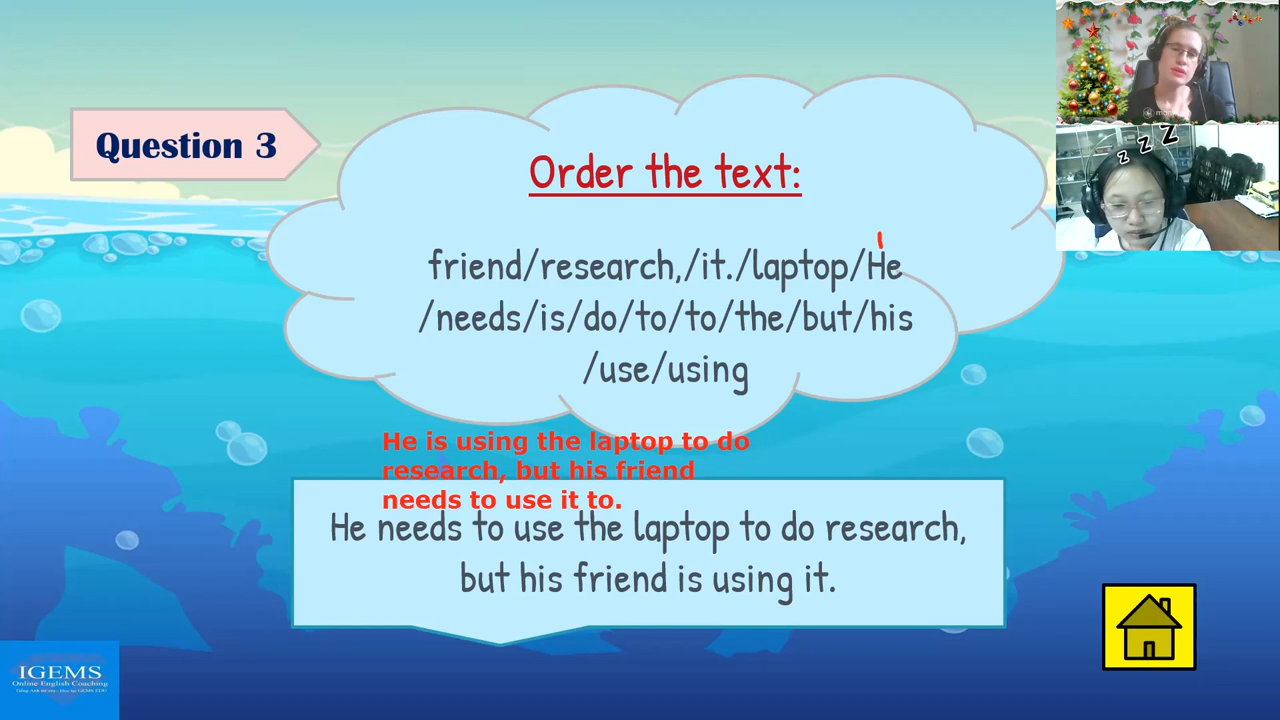 Question 3
Order the text:
friend/research,/it./laptop/He
/needs/is/do/to/to/the/but/his
/use/using
He is using the laptop to do
research, but his friend
needs to use it to.
He needs to use the laptop to do research,
but his friend is using it.
z z z
IGEMS
Online English Coaching